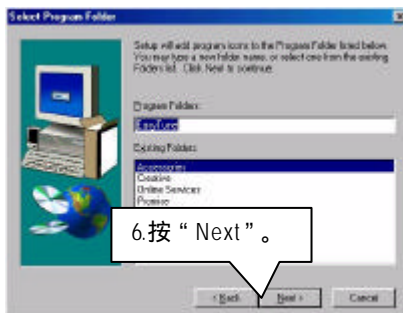 Select Program Folder
Setup will add program icons to the Program Folder listed below.
You may type a new folder name, or select one from the existing
Folders list. Click Next to continue.
Program Folders:
EasyTune
Existing Folders:
Accessories
Creative
Online Services
Promise
6.按“Next”。
< Back
Next >
Cancel